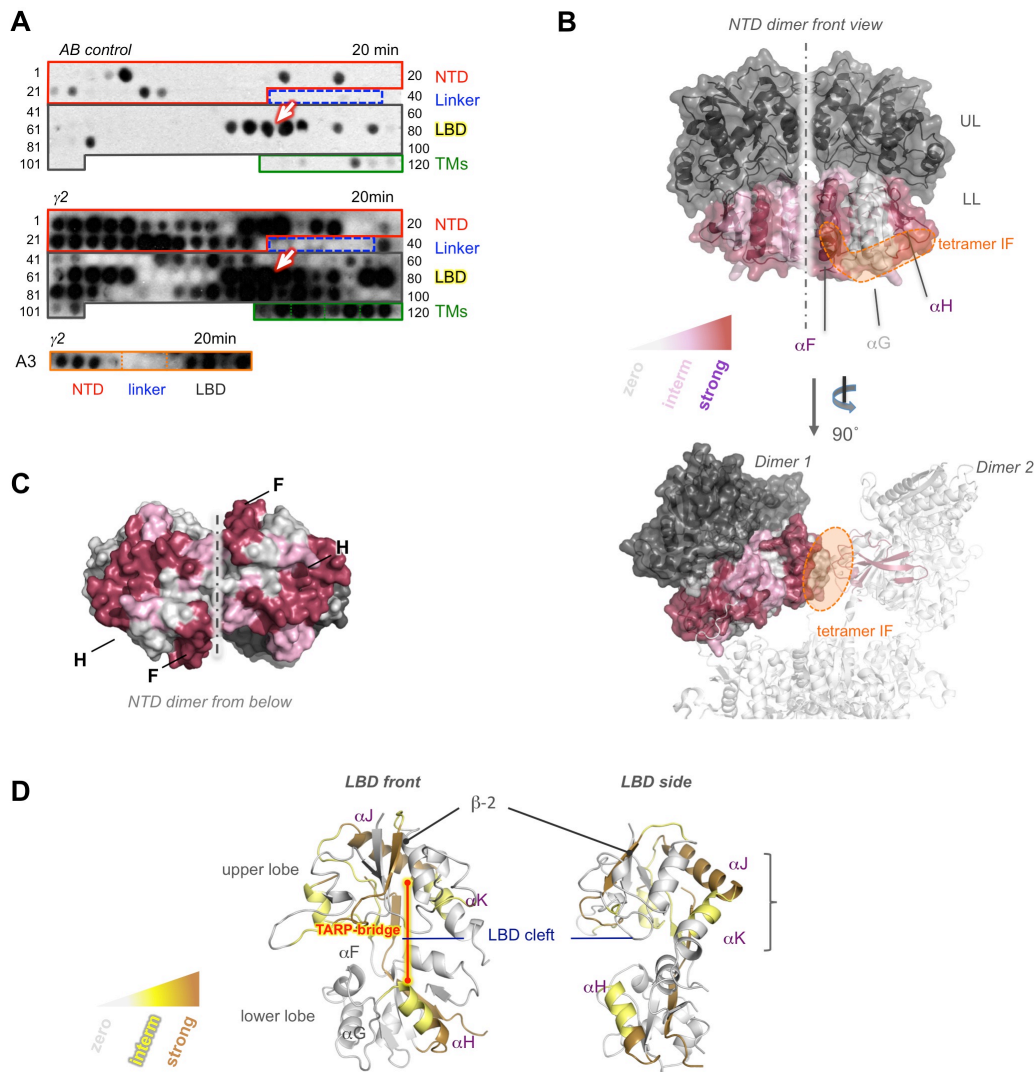 A
AB control 20 min
1 20 NTD
21 40 Linker
41 60
61 80 LBD
81 100
101 120 TMs
γ2 20min
1 20 NTD
21 40 Linker
41 60
61 80 LBD
81 100
101 120 TMs
γ2 20min
A3
NTD linker LBD
B
NTD dimer front view
UL
LL
tetramer IF
αH
αF αG
zero interm strong
90°
Dimer 1 Dimer 2
tetramer IF
C
F
H
H
F
NTD dimer from below
D
LBD front LBD side
β-2
αJ
αJ
upper lobe
αK
αK
TARP-bridge
LBD cleft
αF
αH
lower lobe
αG
αH
zero interm strong